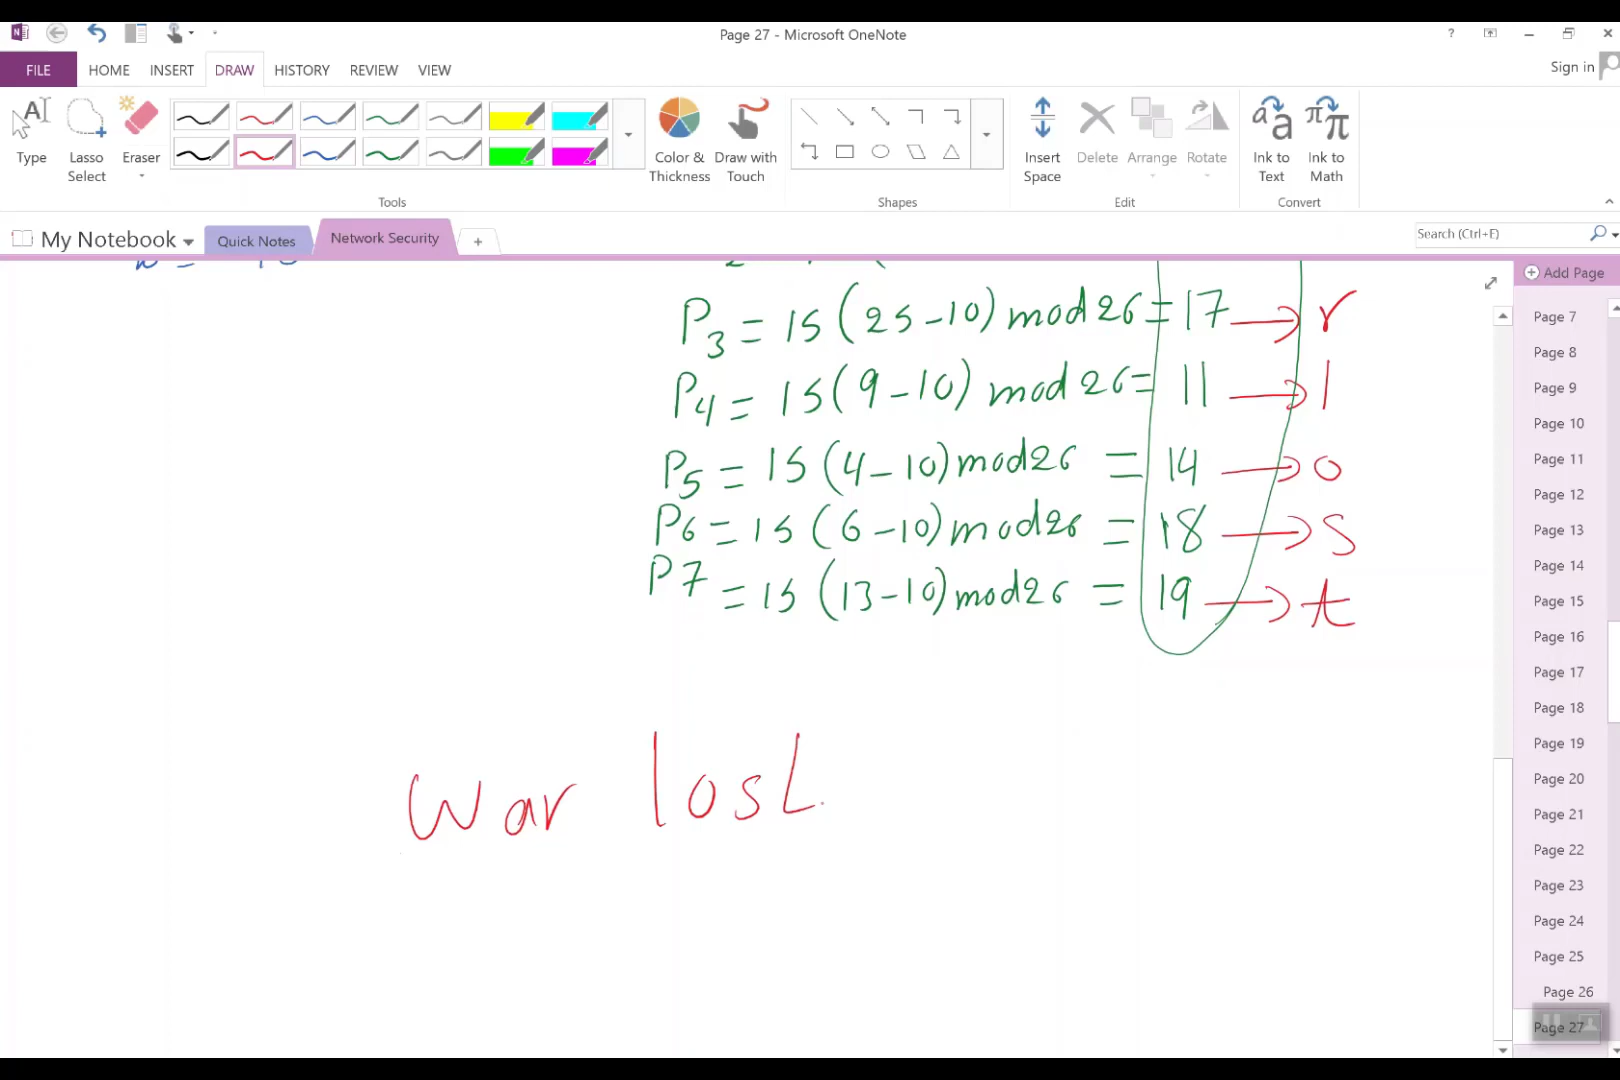 Page 27 - Microsoft OneNote
?
Sign in
FILE HOME INSERT DRAW HISTORY REVIEW VIEW
Type
Lasso Select
Eraser
Color & Thickness
Draw with Touch
Insert Space
Delete
Arrange
Rotate
Ink to Text
Ink to Math
Tools
Shapes
Edit
Convert
My Notebook
Quick Notes
Network Security
+
Search (Ctrl+E)
Add Page
P3 = 15 (25 - 10) mod 26 = 17 → r
P4 = 15 (9 - 10) mod 26 = 11 → l
P5 = 15 (4 - 10) mod 26 = 14 → o
P6 = 15 (6 - 10) mod 26 = 18 → s
P7 = 15 (13 - 10) mod 26 = 19 → t
war lost
Page 7
Page 8
Page 9
Page 10
Page 11
Page 12
Page 13
Page 14
Page 15
Page 16
Page 17
Page 18
Page 19
Page 20
Page 21
Page 22
Page 23
Page 24
Page 25
Page 26
Page 27